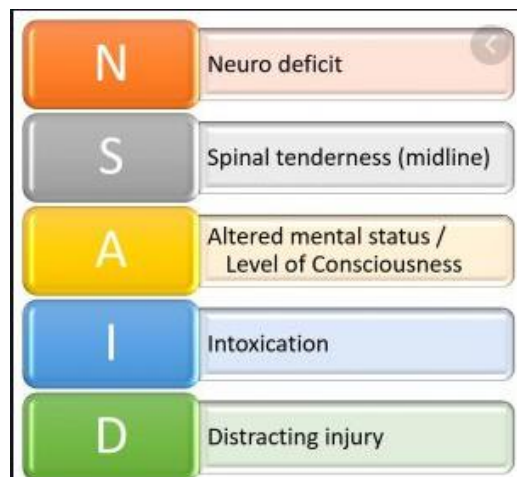 N
Neuro deficit
S
Spinal tenderness (midline)
A
Altered mental status /
Level of Consciousness
I
Intoxication
D
Distracting injury